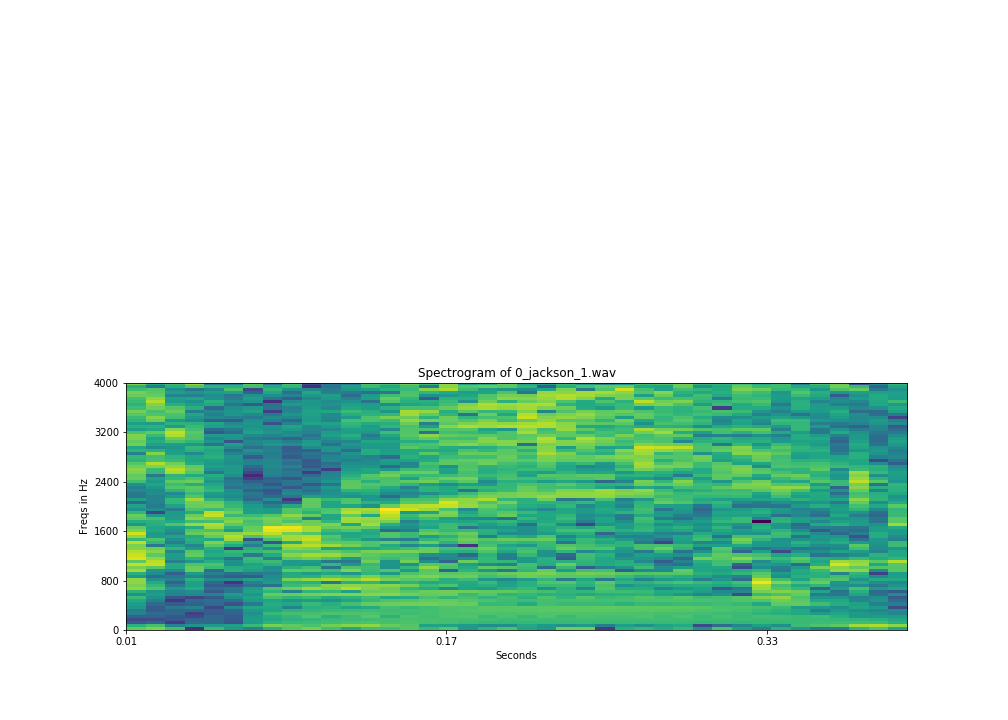 Spectrogram of 0_jackson_1.wav
Freqs in Hz
4000
3200
2400
1600
800
0
0.01 0.17 0.33
Seconds